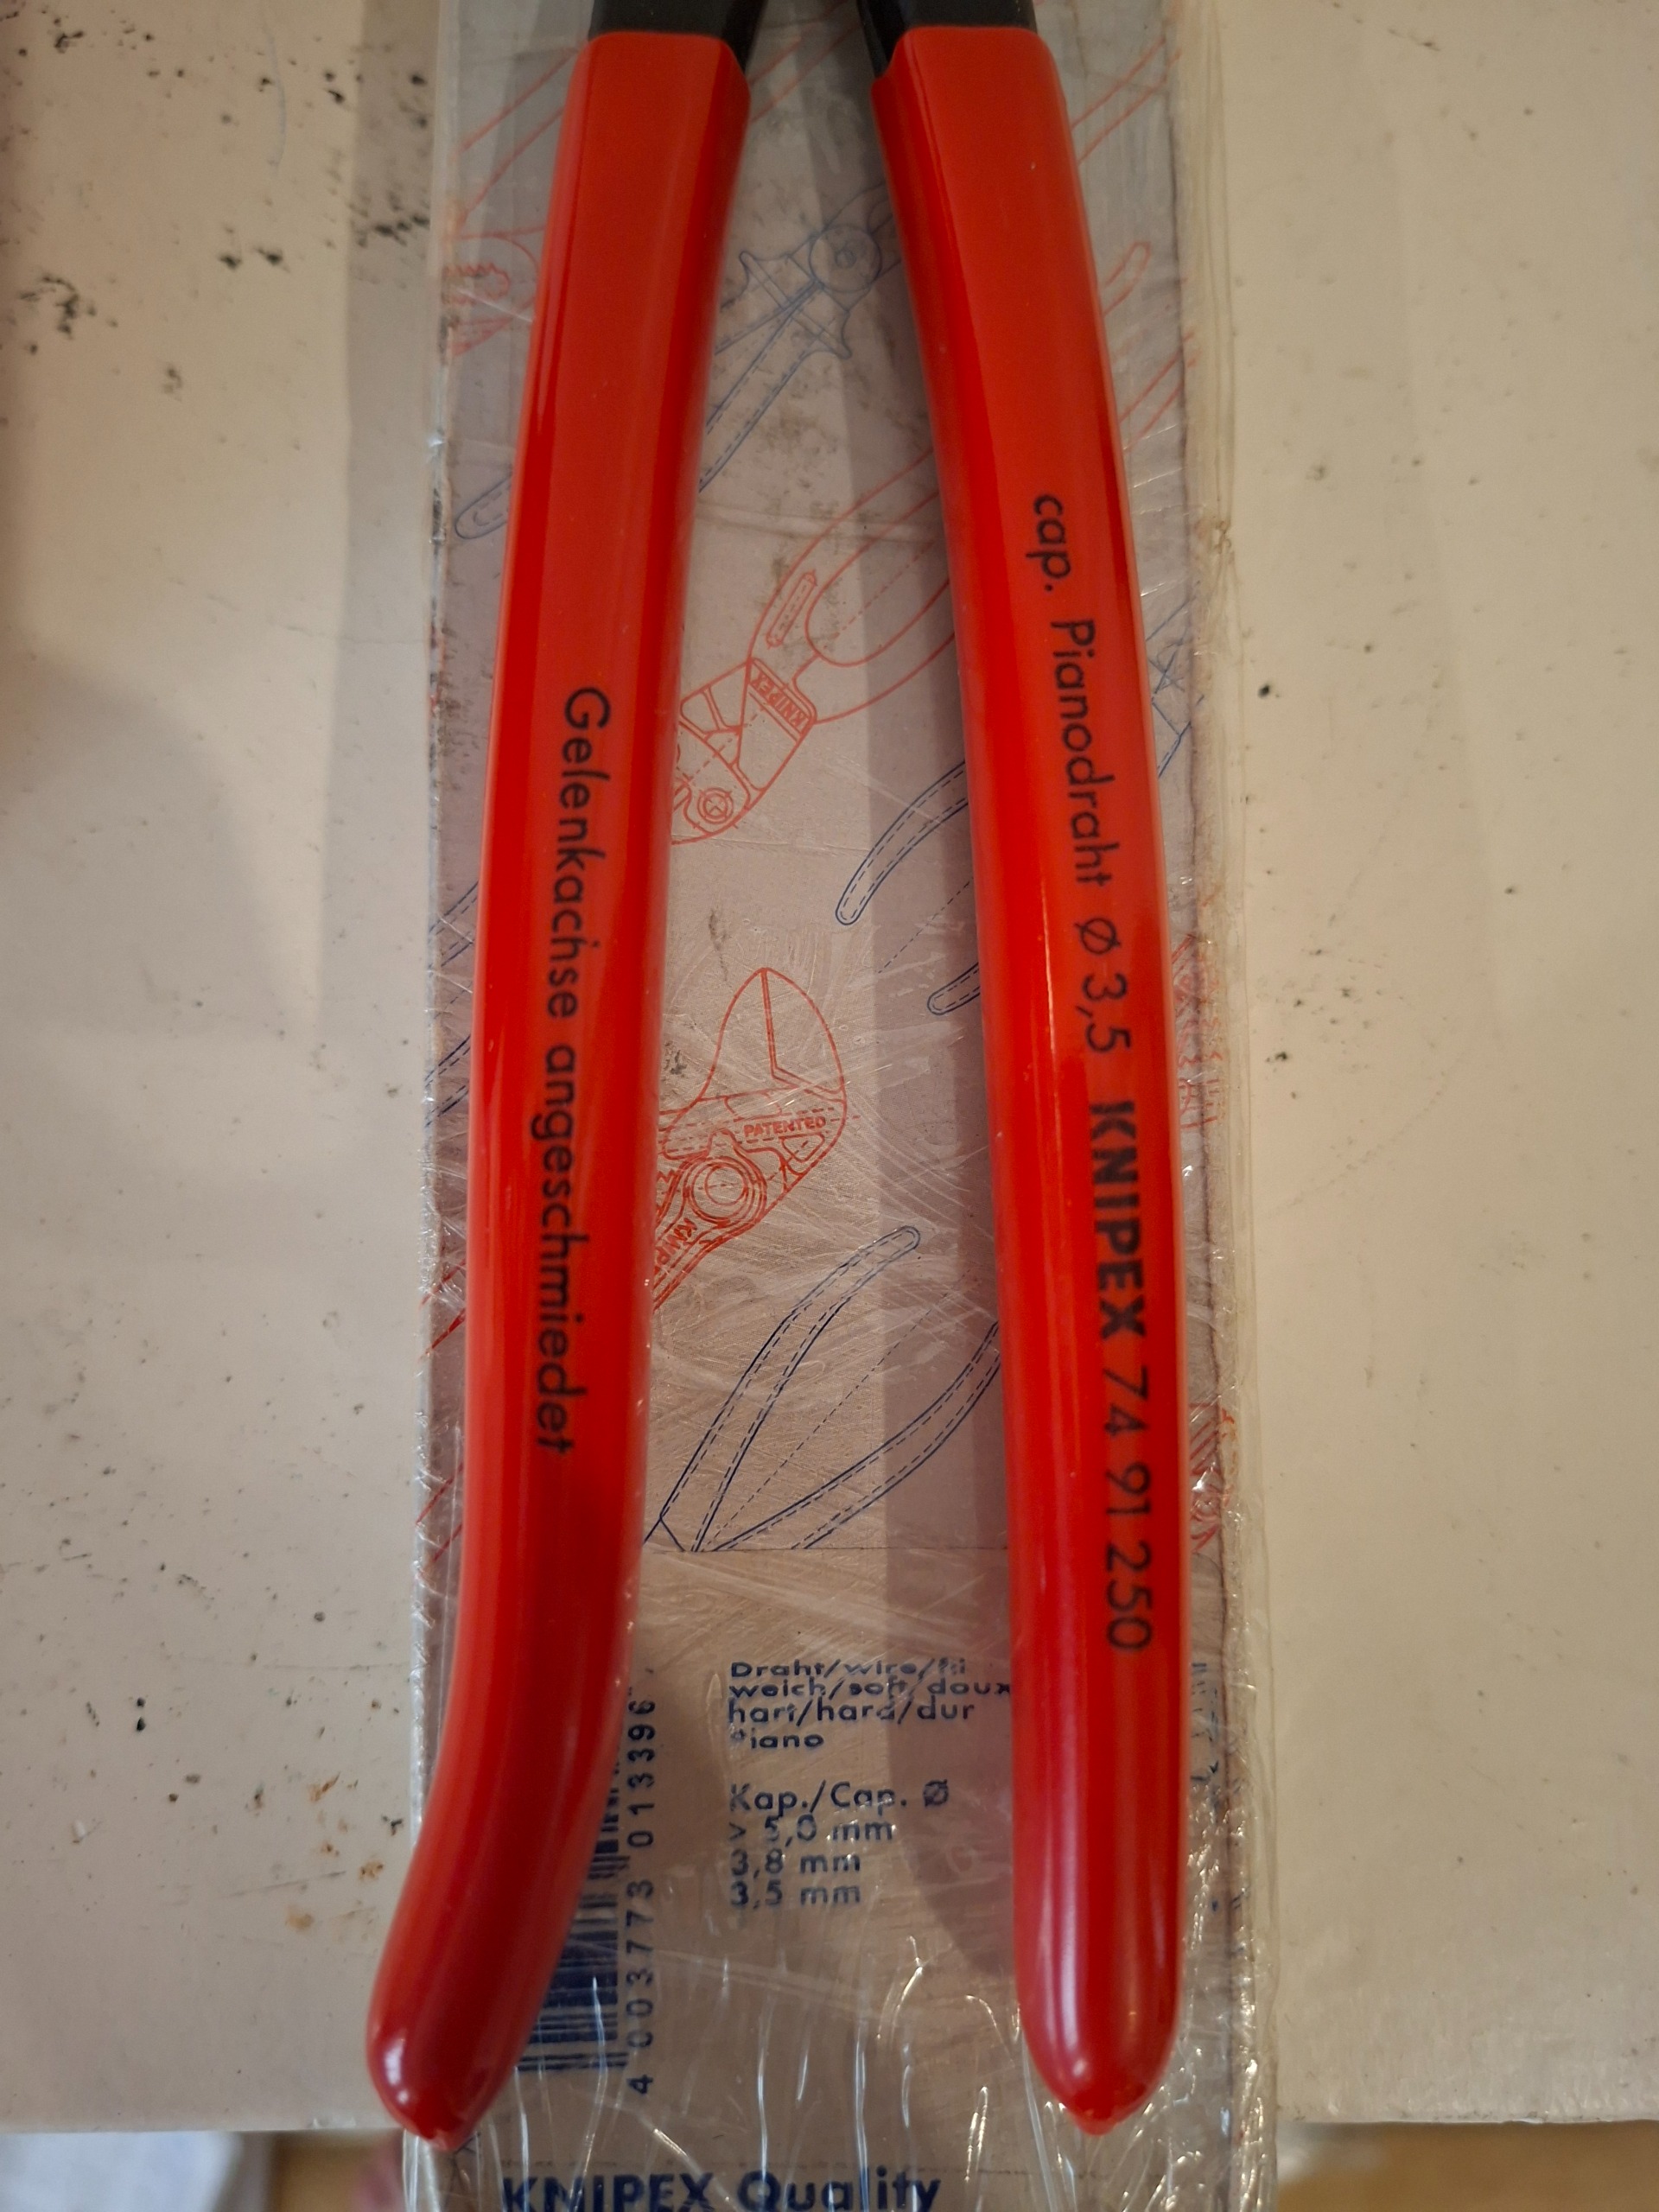 Gelenkachse angeschmiedet
cap. Pianodraht Ø 3,5 KNIPEX 74 91 250
KNIPEX
PATENTED
Draht/wire/fil
weich/soft/doux
hart/hard/dur
Piano
Kap./Cap. Ø
> 5,0 mm
3,8 mm
3,5 mm
4 003773 013396
KNIPEX Quality